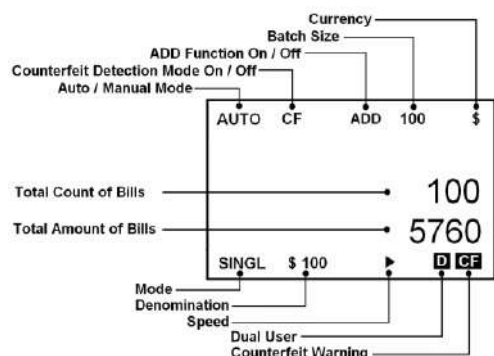 Currency
Batch Size
ADD Function On / Off
Counterfeit Detection Mode On / Off
Auto / Manual Mode
AUTO CF ADD 100 $
Total Count of Bills 100
Total Amount of Bills 5760
SINGL $ 100 D CF
Mode
Denomination
Speed
Dual User
Counterfeit Warning